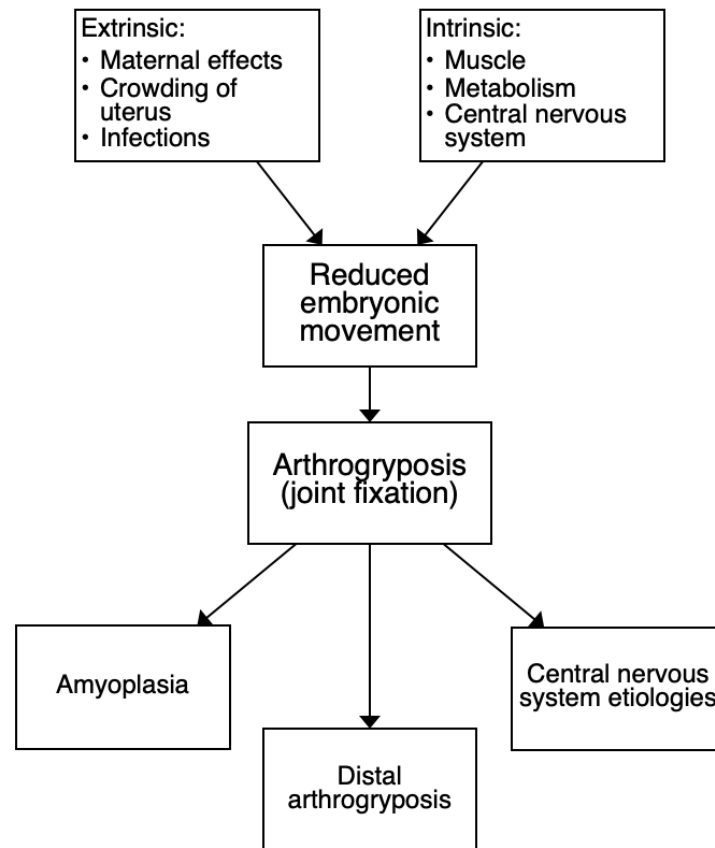 Extrinsic:
• Maternal effects
• Crowding of
uterus
• Infections
Intrinsic:
• Muscle
• Metabolism
• Central nervous
system
Reduced
embryonic
movement
Arthrogryposis
(joint fixation)
Amyoplasia
Central nervous
system etiologies
Distal
arthrogryposis